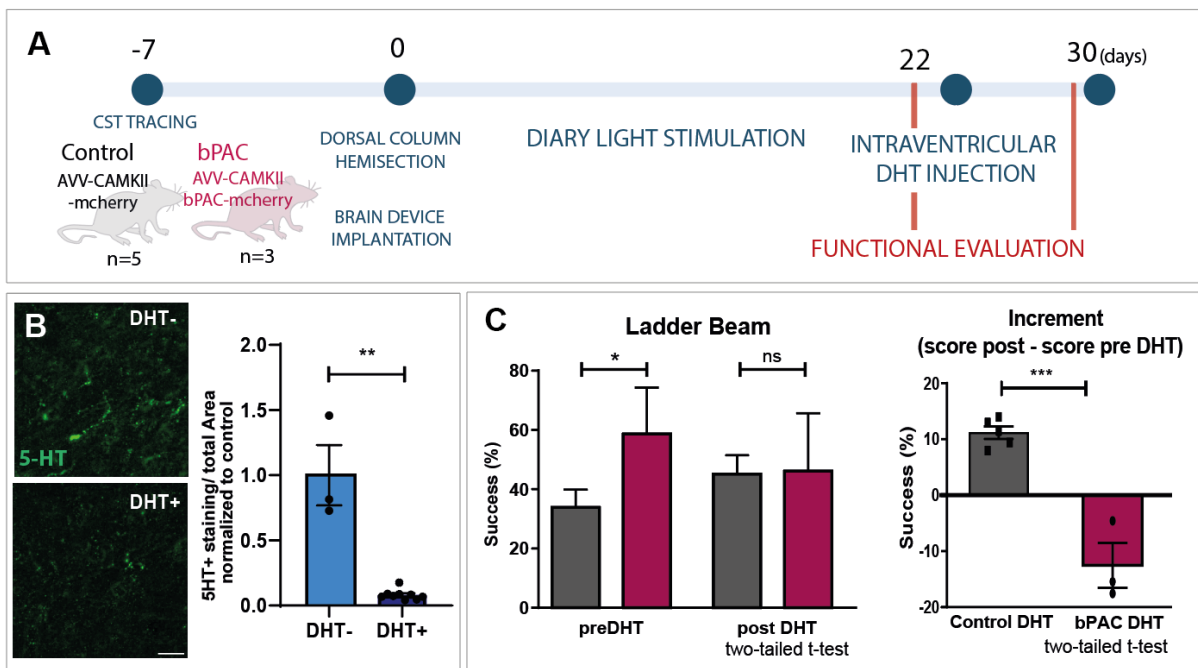 A
-7
0
22
30 (days)
CST TRACING
Control
AVV-CAMKII
-mcherry
n=5
bPAC
AVV-CAMKII
bPAC-mcherry
n=3
DORSAL COLUMN
HEMISECTION
BRAIN DEVICE
IMPLANTATION
DIARY LIGHT STIMULATION
INTRAVENTRICULAR
DHT INJECTION
FUNCTIONAL EVALUATION
B
DHT-
5-HT
DHT+
5HT+ staining/ total Area
normalized to control
2.0
1.5
1.0
0.5
0.0
**
DHT-
DHT+
C
Ladder Beam
Success (%)
80
60
40
20
0
*
ns
preDHT
post DHT
two-tailed t-test
Increment
(score post - score pre DHT)
Success (%)
20
10
0
-10
-20
***
Control DHT
bPAC DHT
two-tailed t-test